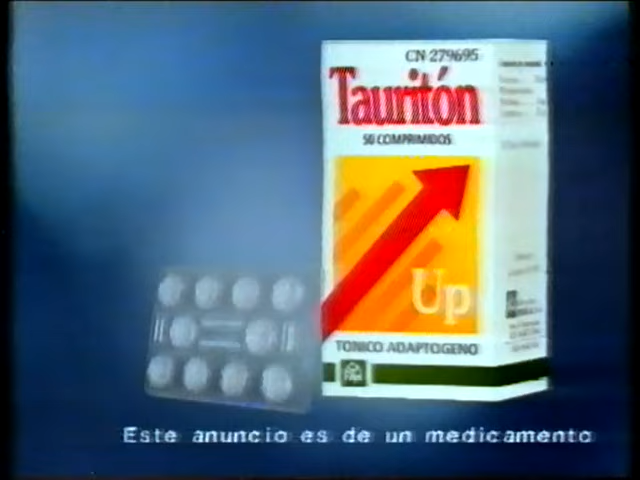 CN 279695
Tauritón
50 COMPRIMIDOS
Up
TONICO ADAPTOGENO
Este anuncio es de un medicamento